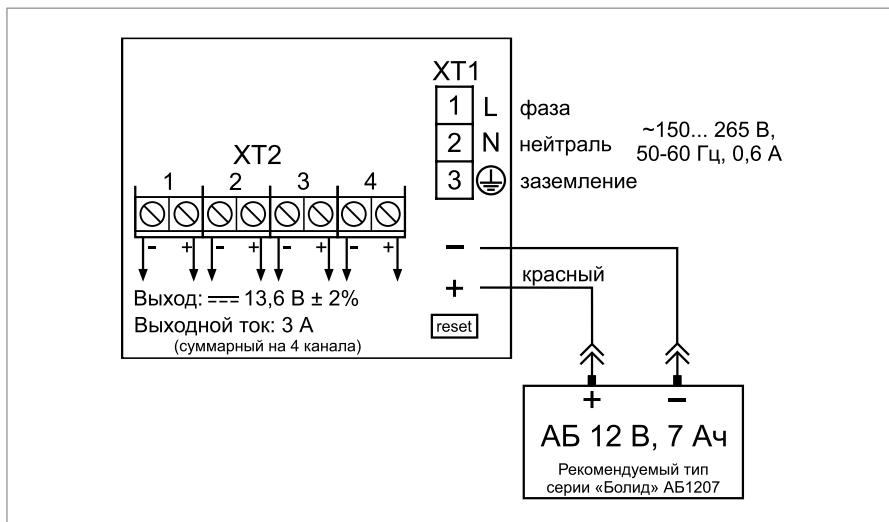 XT1
1 L фаза
2 N нейтраль
3 заземление
~150... 265 В,
50-60 Гц, 0,6 А
XT2
1 2 3 4
- + - + - + - +
Выход: 13,6 В ± 2%
Выходной ток: 3 А
(суммарный на 4 канала)
−
+ красный
reset
+ −
АБ 12 В, 7 Ач
Рекомендуемый тип
серии «Болид» АБ1207